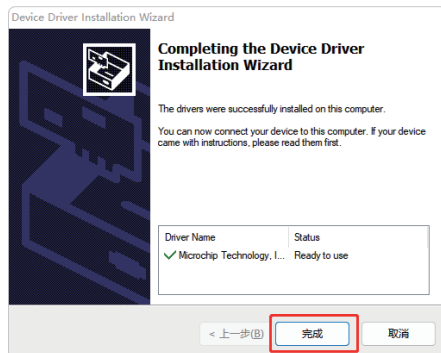 Device Driver Installation Wizard
Completing the Device Driver
Installation Wizard
The drivers were successfully installed on this computer.
You can now connect your device to this computer. If your device
came with instructions, please read them first.
Driver Name Status
Microchip Technology, I... Ready to use
< 上一步(B) 完成 取消